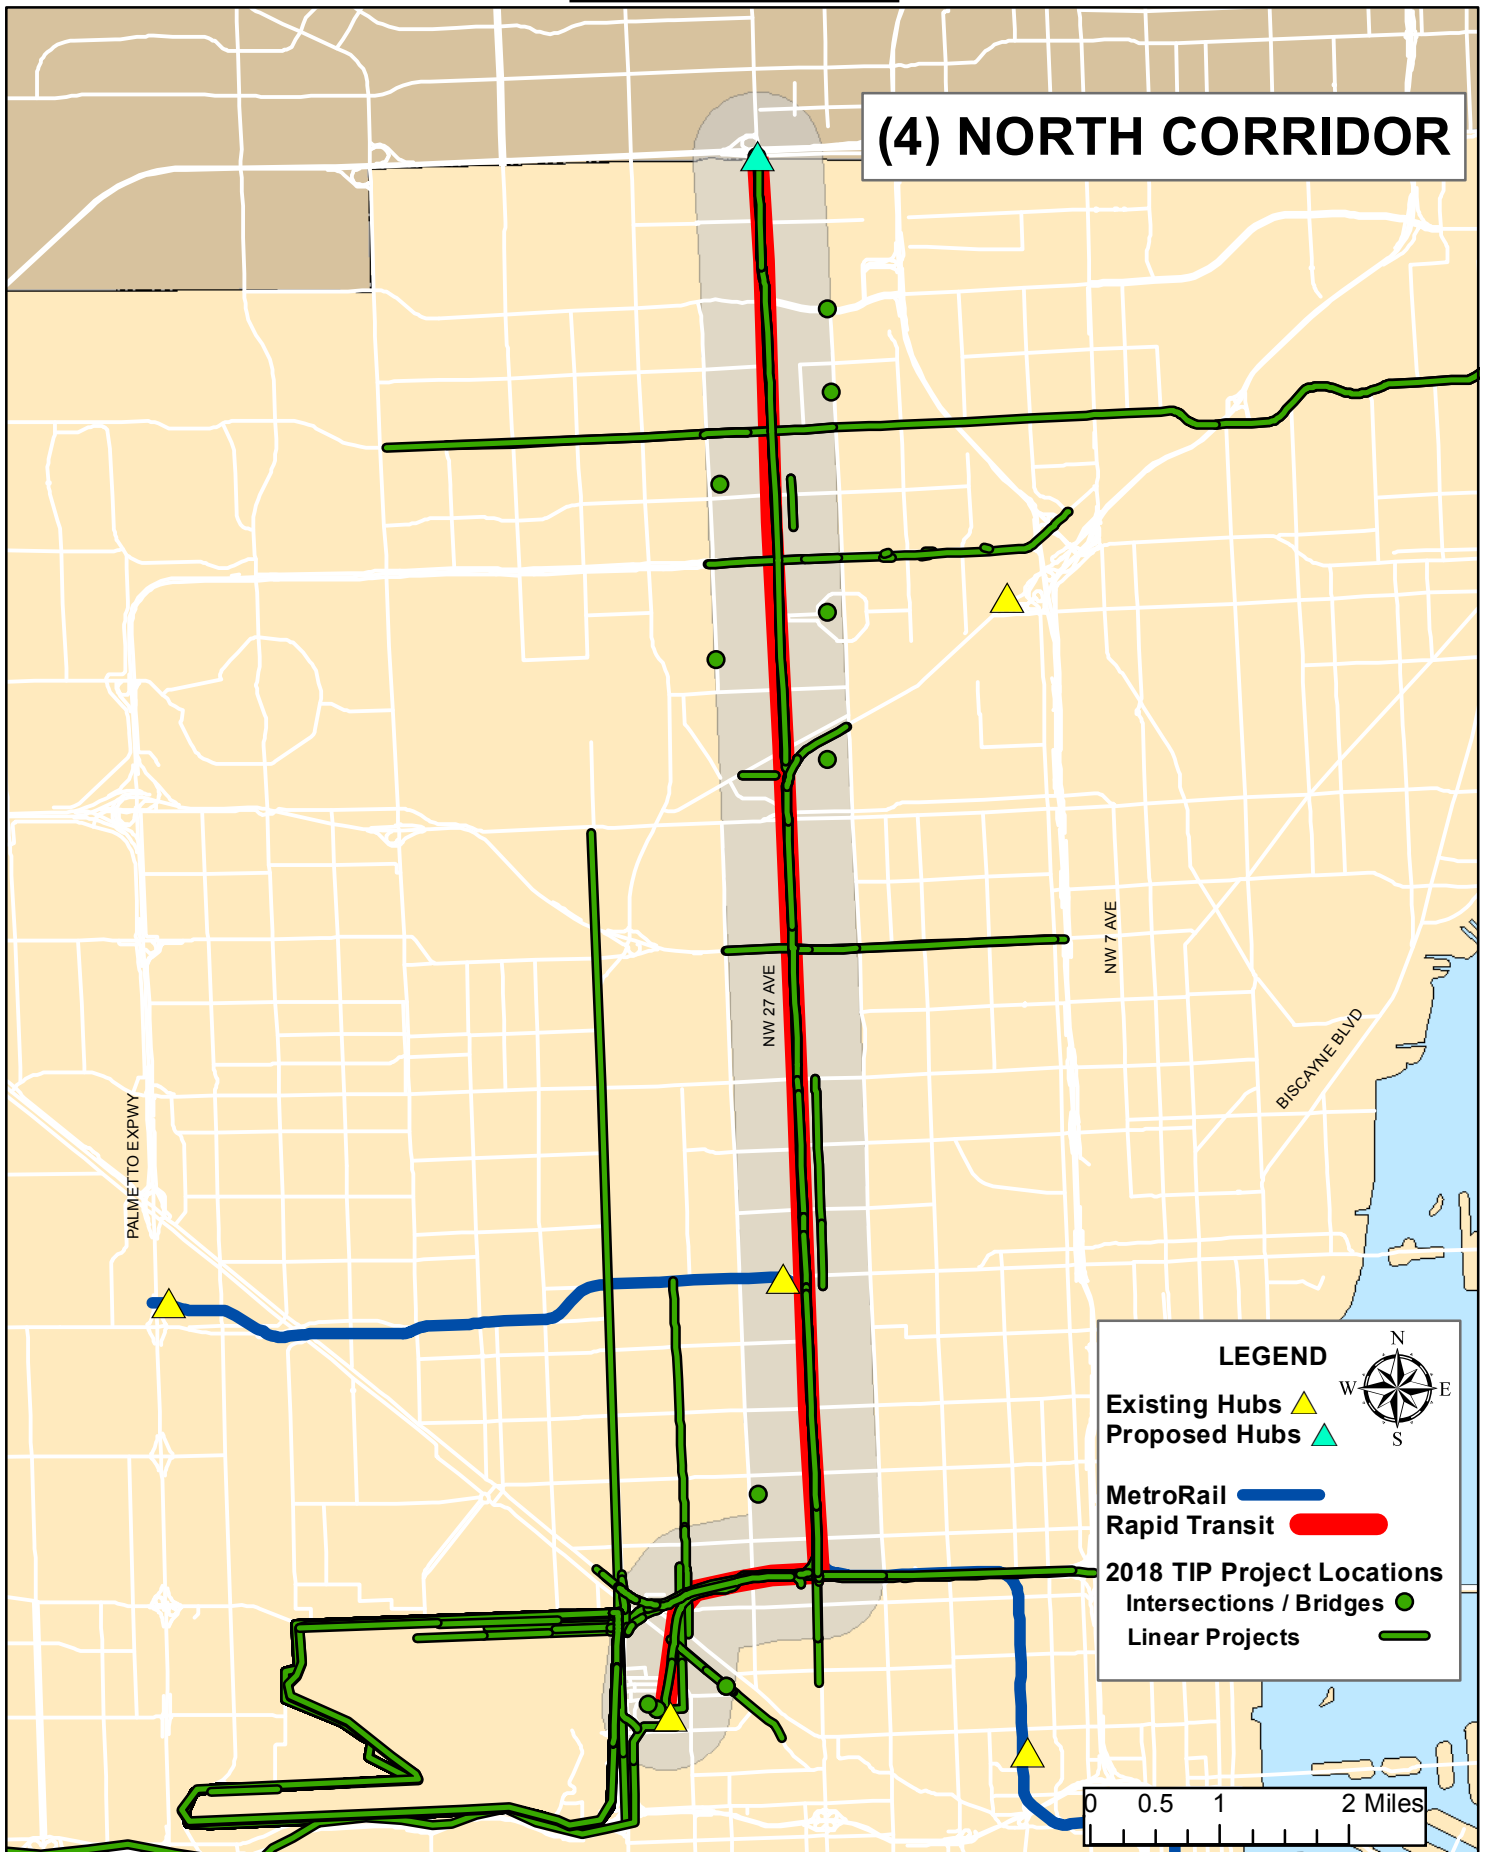 (4) NORTH CORRIDOR
NW 7 AVE
NW 27 AVE
BISCAYNE BLVD
PALMETTO EXPWY
LEGEND
N
W
E
S
Existing Hubs
Proposed Hubs
MetroRail
Rapid Transit
2018 TIP Project Locations
Intersections / Bridges
Linear Projects
0 0.5 1 2 Miles